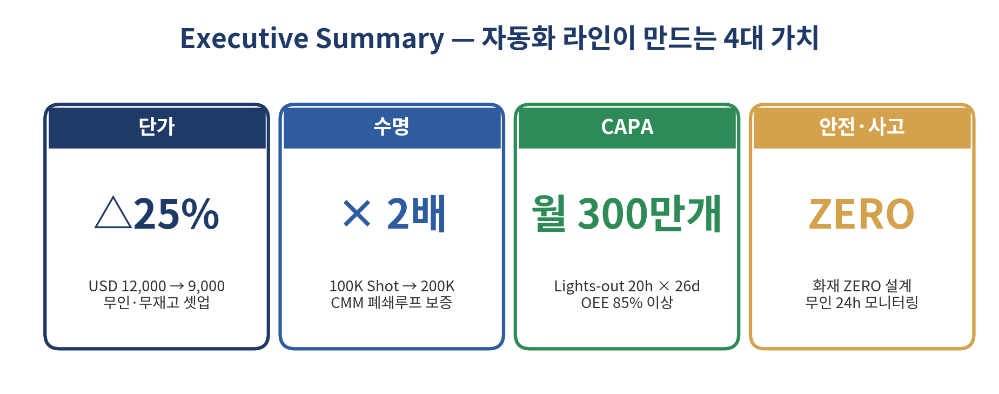 Executive Summary — 자동화 라인이 만드는 4대 가치
단가
△25%
USD 12,000 → 9,000
무인·무재고 셋업
수명
× 2배
100K Shot → 200K
CMM 폐쇄루프 보증
CAPA
월 300만개
Lights-out 20h × 26d
OEE 85% 이상
안전·사고
ZERO
화재 ZERO 설계
무인 24h 모니터링